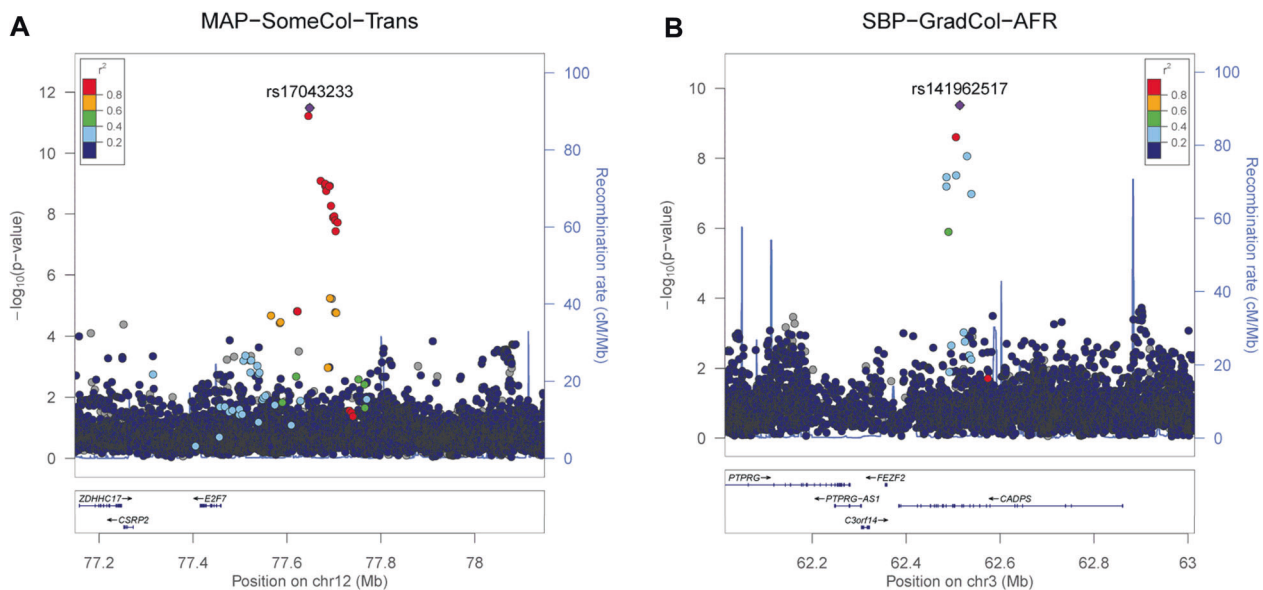 A
MAP−SomeCol−Trans
r²
0.8
0.6
0.4
0.2
rs17043233
12
10
8
6
4
2
0
−log10(p-value)
100
80
60
40
20
0
Recombination rate (cM/Mb)
ZDHHC17→
←E2F7
←CSRP2
77.2
77.4
77.6
77.8
78
Position on chr12 (Mb)
B
SBP−GradCol−AFR
r²
0.8
0.6
0.4
0.2
rs141962517
10
8
6
4
2
0
−log10(p-value)
100
80
60
40
20
0
Recombination rate (cM/Mb)
PTPRG→
←FEZF2
←PTPRG−AS1
←CADPS
C3orf14→
62.2
62.4
62.6
62.8
63
Position on chr3 (Mb)